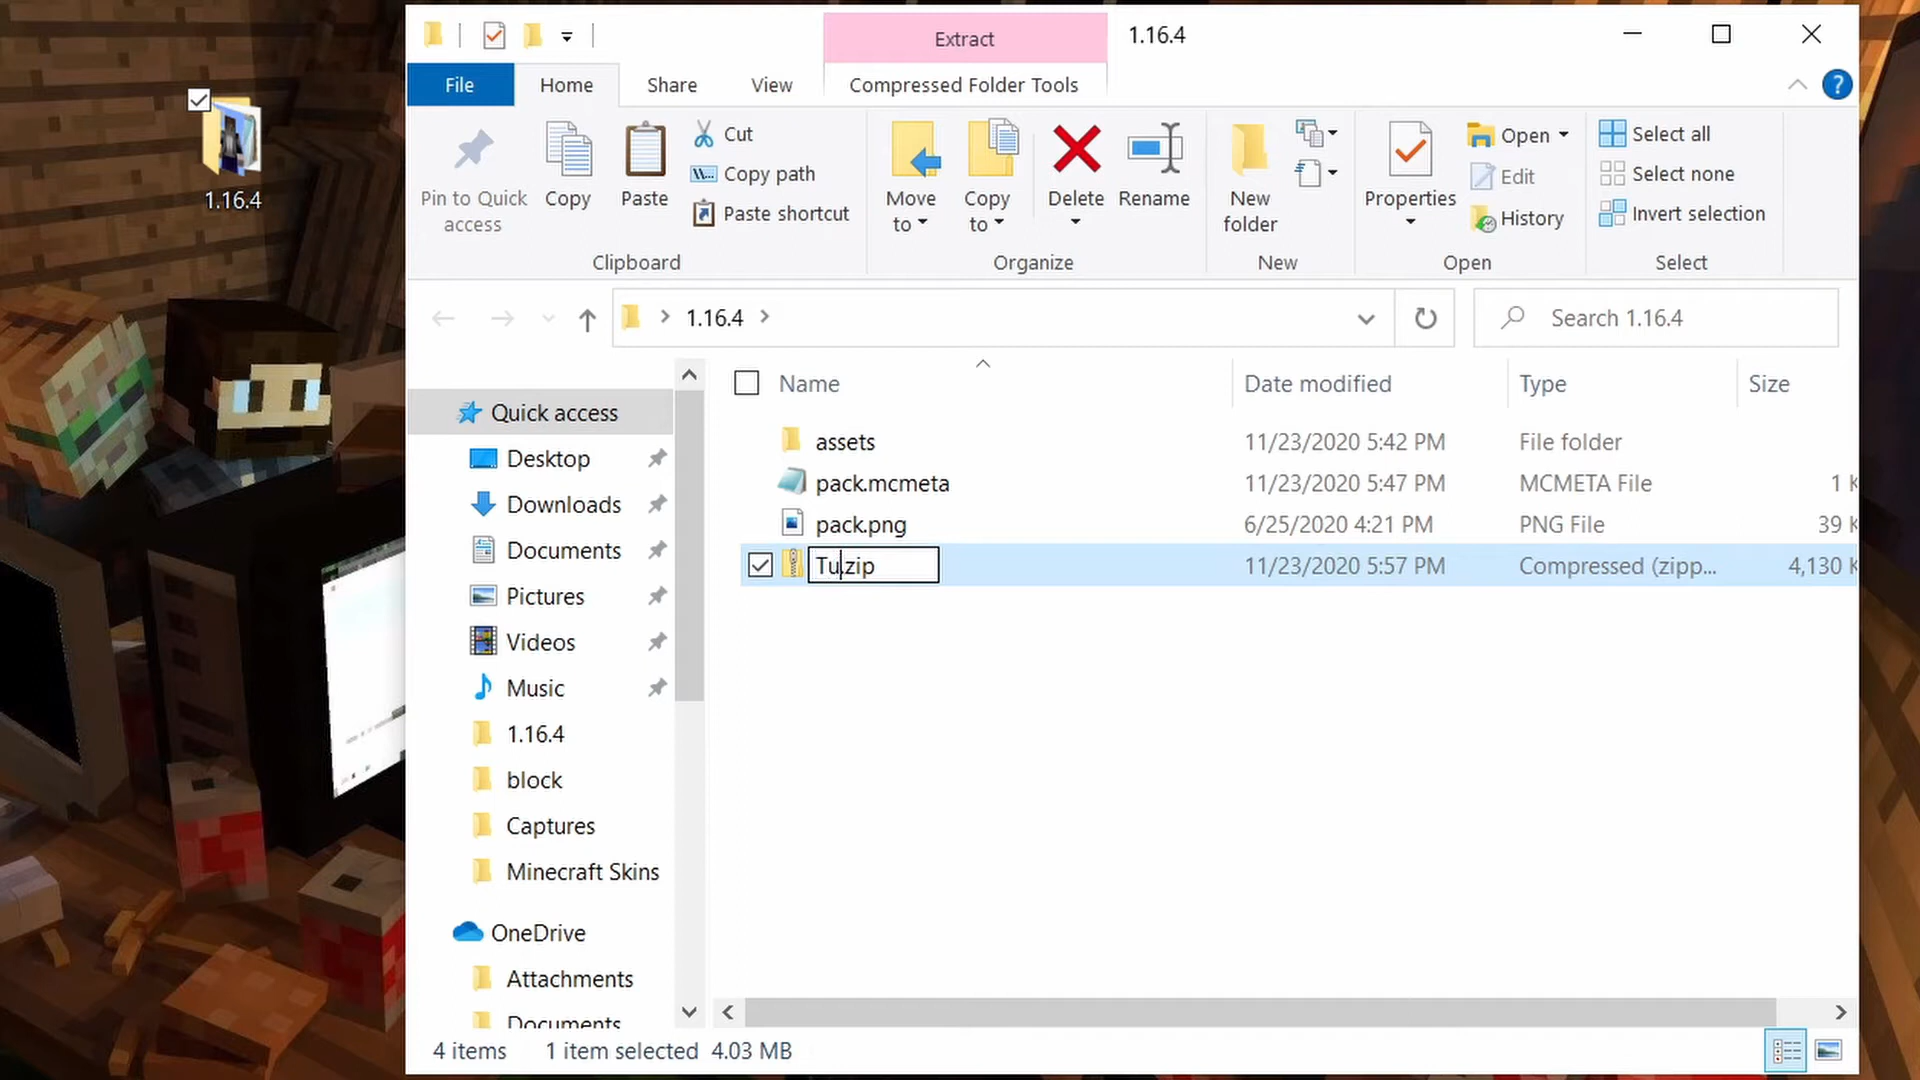 1.16.4
Extract
1.16.4
File
Home
Share
View
Compressed Folder Tools
?
Pin to Quick
access
Copy
Paste
Cut
Copy path
Paste shortcut
Clipboard
Move
to
Copy
to
Delete
Rename
Organize
New
folder
New
Properties
Open
Edit
History
Open
Select all
Select none
Invert selection
Select
1.16.4
Search 1.16.4
Quick access
Desktop
Downloads
Documents
Pictures
Videos
Music
1.16.4
block
Captures
Minecraft Skins
OneDrive
Attachments
Documents
Name Date modified Type Size
assets 11/23/2020 5:42 PM File folder
pack.mcmeta 11/23/2020 5:47 PM MCMETA File 1 K
pack.png 6/25/2020 4:21 PM PNG File 39 K
Tu.zip 11/23/2020 5:57 PM Compressed (zipp... 4,130 K
4 items 1 item selected 4.03 MB